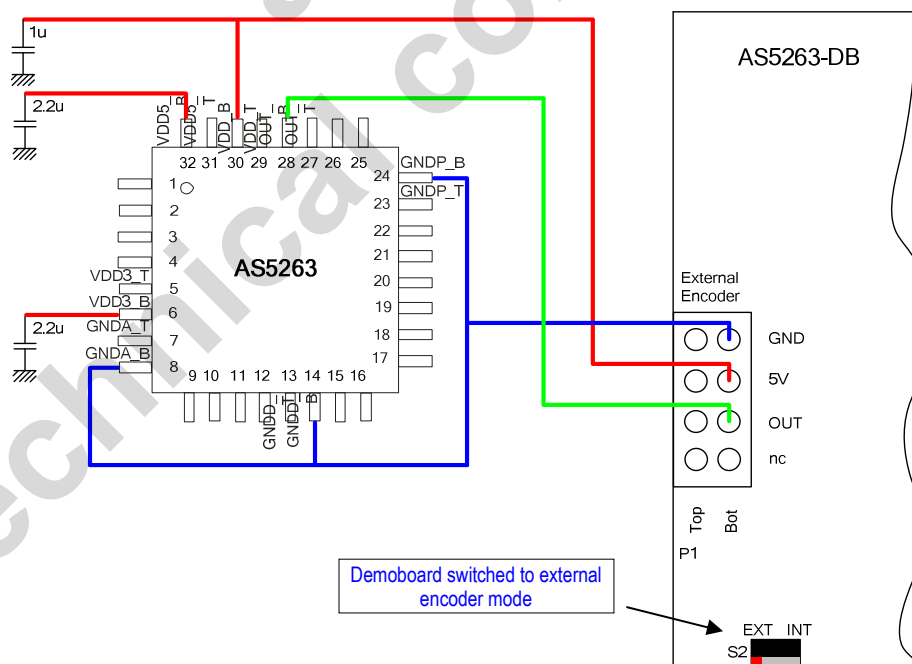 1u
AS5263-DB
2.2u
VDD5_B
VDD5_T
VDD_B
VDD_T
OUT_B
OUT_T
32 31 30 29 28 27 26 25
GNDP_B
24
GNDP_T
1
23
2
22
3
21
4
AS5263
VDD3_T
5
20
VDD3_B
6
19
2.2u
GNDA_T
7
18
GNDA_B
8
17
9 10 11 12 13 14 15 16
GNDD_T
GNDD_B
External
Encoder
GND
5V
OUT
nc
Top
Bot
P1
Demoboard switched to external
encoder mode
EXT INT
S2